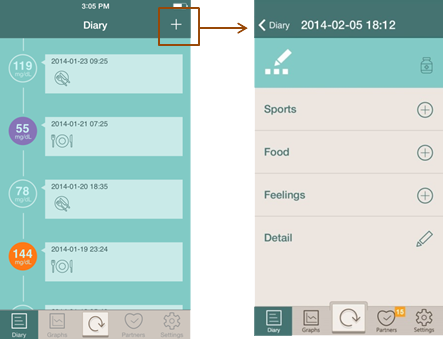 3:05 PM
Diary
+
119
mg/dL
2014-01-23 09:25
55
mg/dL
2014-01-21 07:25
78
mg/dL
2014-01-20 18:35
144
mg/dL
2014-01-19 23:24
Diary
Graphs
Partners
Settings
Diary
2014-02-05 18:12
Sports
Food
Feelings
Detail
Diary
Graphs
15
Partners
Settings